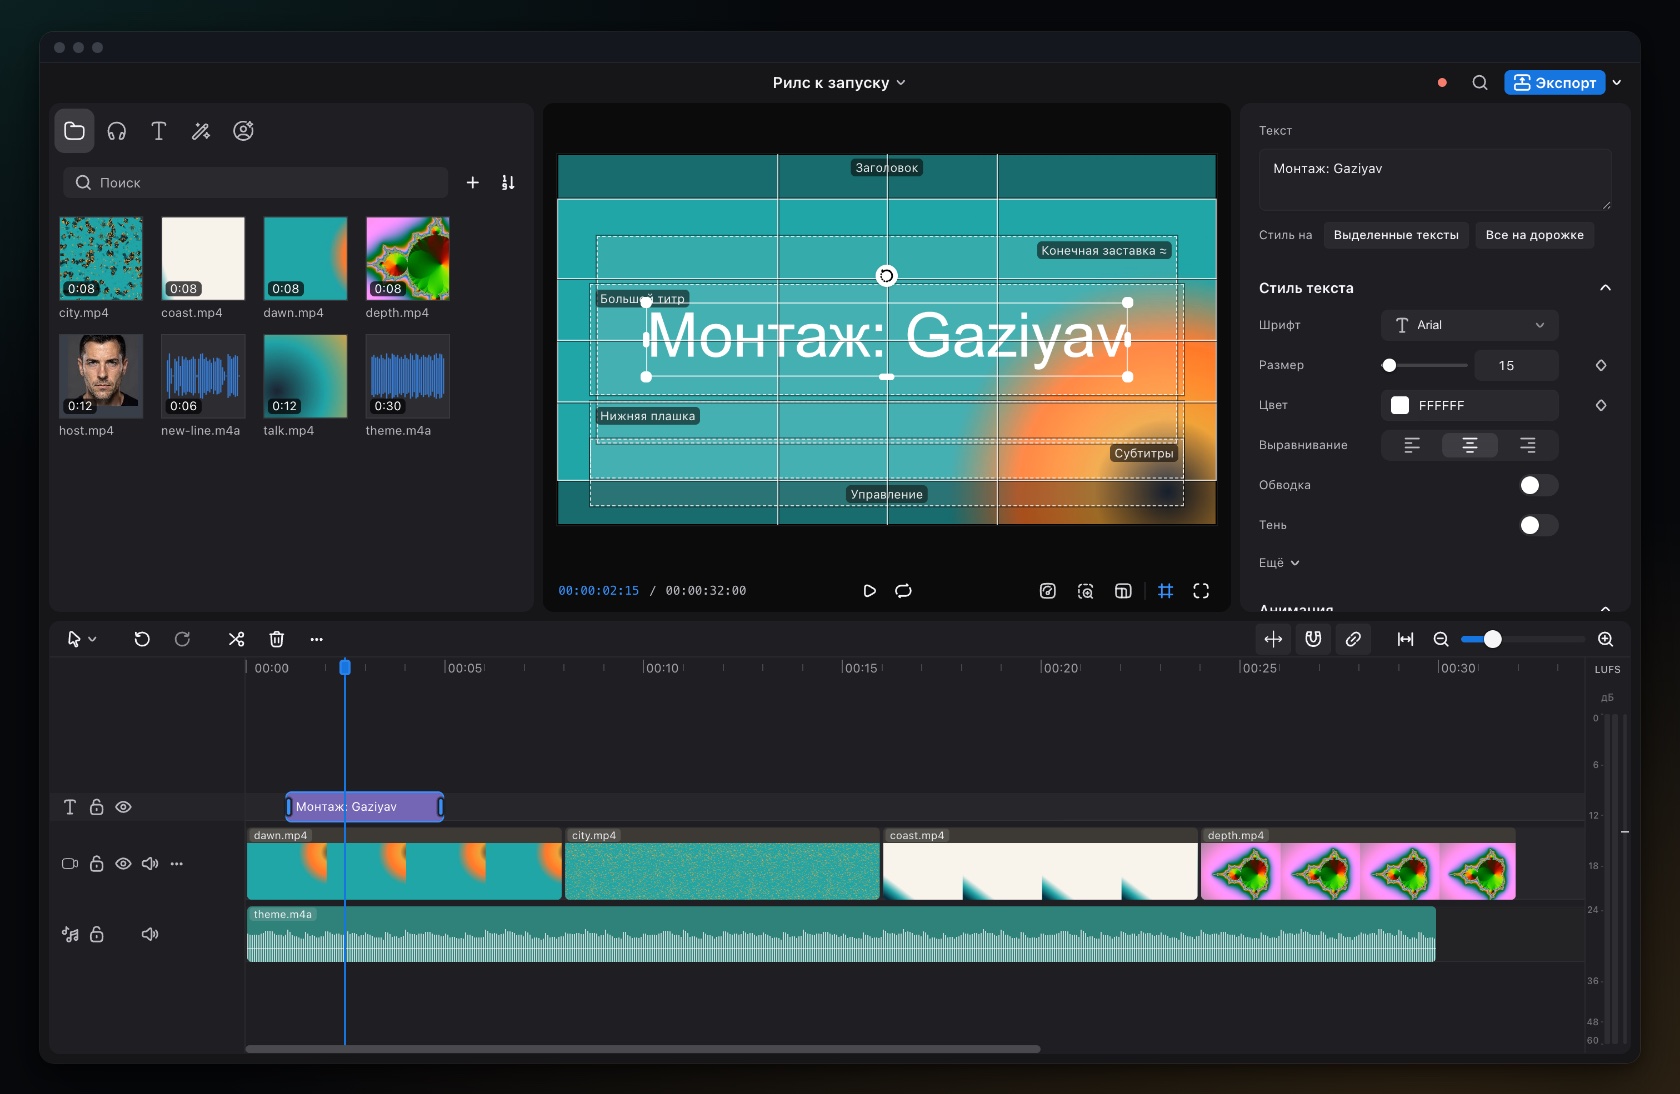 Рилс к запуску
Экспорт
Поиск
0:08
0:08
0:08
0:08
city.mp4
coast.mp4
dawn.mp4
depth.mp4
0:12
0:06
0:12
0:30
host.mp4
new-line.m4a
talk.mp4
theme.m4a
Заголовок
Конечная заставка ≈
Большой титр
Монтаж: Gaziyav
Нижняя плашка
Субтитры
Управление
00:00:02:15 / 00:00:32:00
Текст
Монтаж: Gaziyav
Стиль на
Выделенные тексты
Все на дорожке
Стиль текста
Шрифт
Arial
Размер
15
Цвет
FFFFFF
Выравнивание
Обводка
Тень
Ещё
Анимация
00:00
00:05
00:10
00:15
00:20
00:25
00:30
LUFS
дБ
0
6
12
18
24
36
48
60
Монтаж: Gaziyav
dawn.mp4
city.mp4
coast.mp4
depth.mp4
theme.m4a